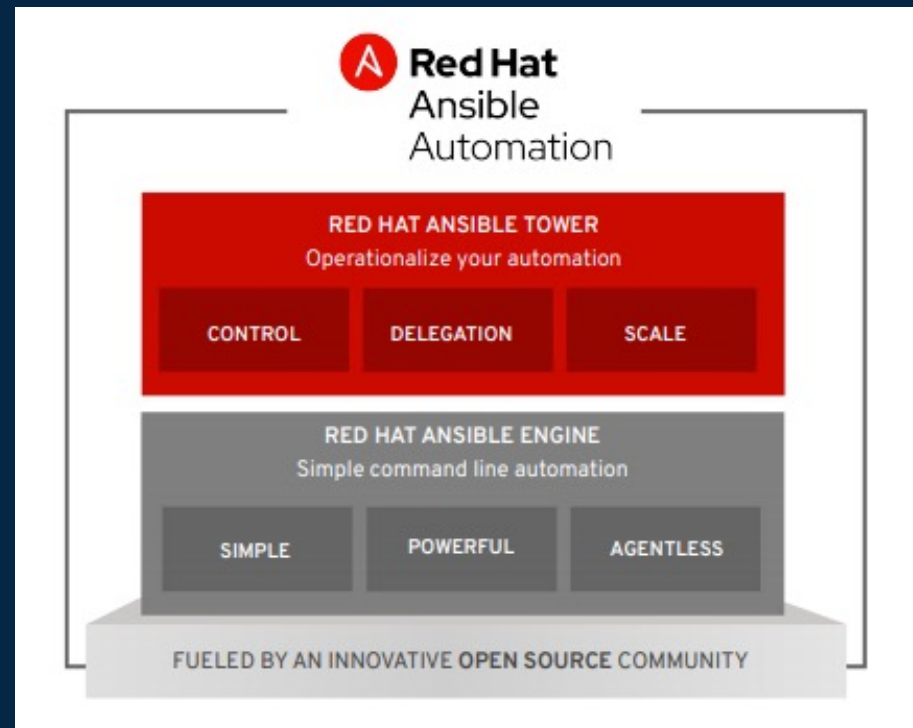 Red Hat
Ansible
Automation
RED HAT ANSIBLE TOWER
Operationalize your automation
CONTROL
DELEGATION
SCALE
RED HAT ANSIBLE ENGINE
Simple command line automation
SIMPLE
POWERFUL
AGENTLESS
FUELED BY AN INNOVATIVE OPEN SOURCE COMMUNITY